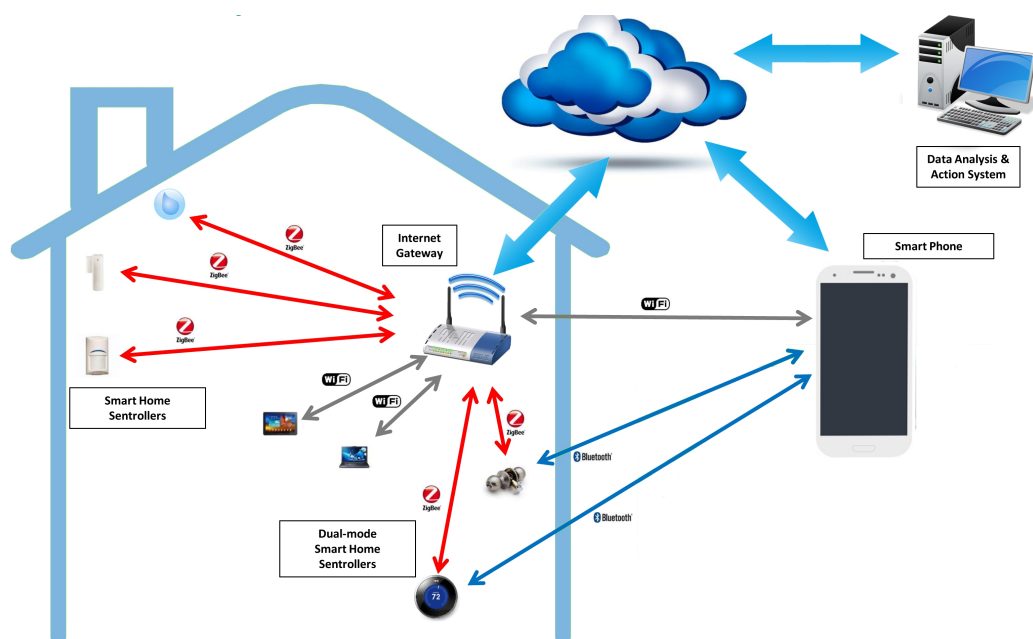 Data Analysis &
Action System
Internet
Gateway
Smart Phone
ZigBee
ZigBee
ZigBee
WiFi
WiFi
WiFi
Smart Home
Sentrollers
ZigBee
Bluetooth
ZigBee
Bluetooth
Dual-mode
Smart Home
Sentrollers
72